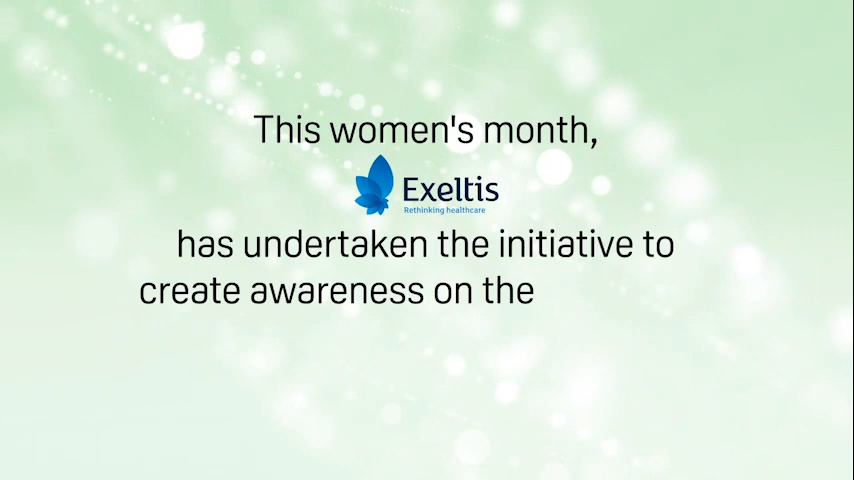 This women's month,
Exeltis
Rethinking healthcare
has undertaken the initiative to
create awareness on the